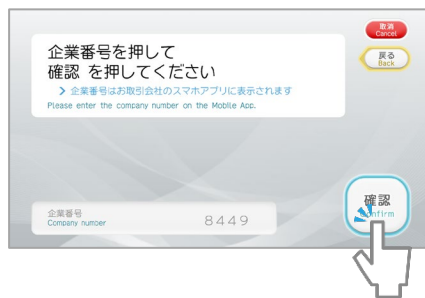 取消
Cancel
企業番号を押して
確認 を押してください
戻る
Back
> 企業番号はお取引会社のスマホアプリに表示されます
Please enter the company number on the Mobile App.
企業番号
Company number
8449
確認
Confirm